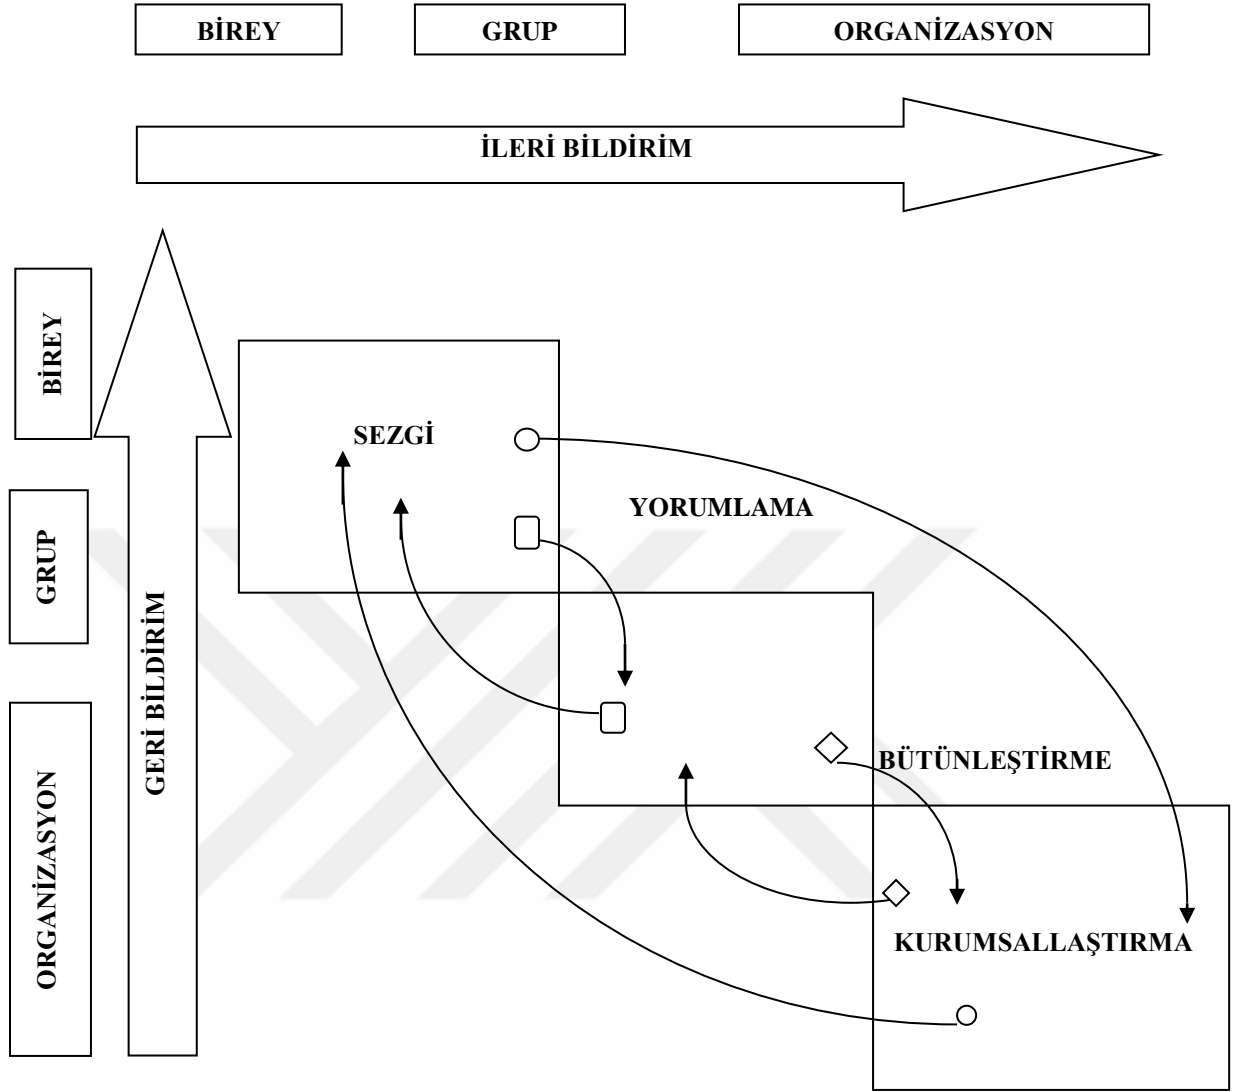 BİREY
GRUP
ORGANİZASYON
İLERİ BİLDİRİM
BİREY
GRUP
ORGANİZASYON
GERİ BİLDİRİM
SEZGİ
YORUMLAMA
BÜTÜNLEŞTİRME
KURUMSALLAŞTIRMA